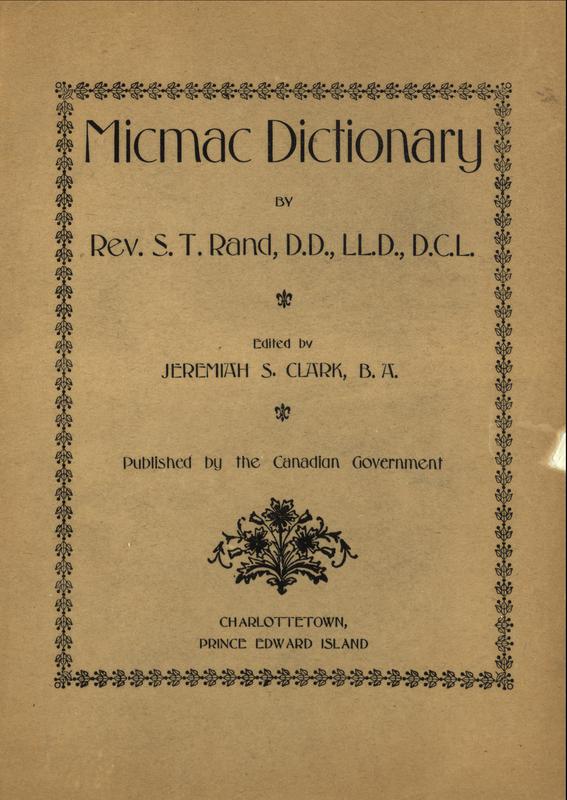 Micmac Dictionary
BY
Rev. S. T. Rand, D.D., LL.D., D.C.L.
Edited by
JEREMIAH S. CLARK, B. A.
Published by the Canadian Government
CHARLOTTETOWN,
PRINCE EDWARD ISLAND